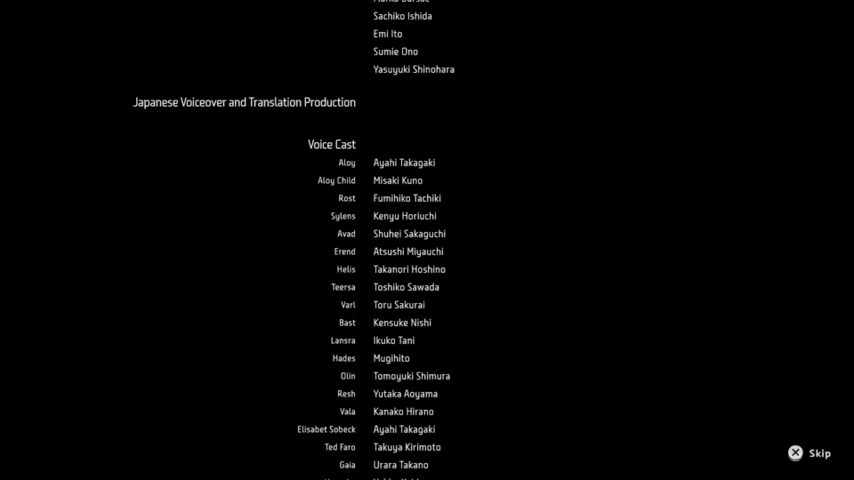 Sachiko Ishida
Emi Ito
Sumie Ono
Yasuyuki Shinohara
Japanese Voiceover and Translation Production
Voice Cast
Aloy Ayahi Takagaki
Aloy Child Misaki Kuno
Rost Fumihiko Tachiki
Sylens Kenyu Horiuchi
Avad Shuhei Sakaguchi
Erend Atsushi Miyauchi
Helis Takanori Hoshino
Teersa Toshiko Sawada
Varl Toru Sakurai
Bast Kensuke Nishi
Lansra Ikuko Tani
Hades Mugihito
Olin Tomoyuki Shimura
Resh Yutaka Aoyama
Vala Kanako Hirano
Elisabet Sobeck Ayahi Takagaki
Ted Faro Takuya Kirimoto
Gaia Urara Takano
Skip